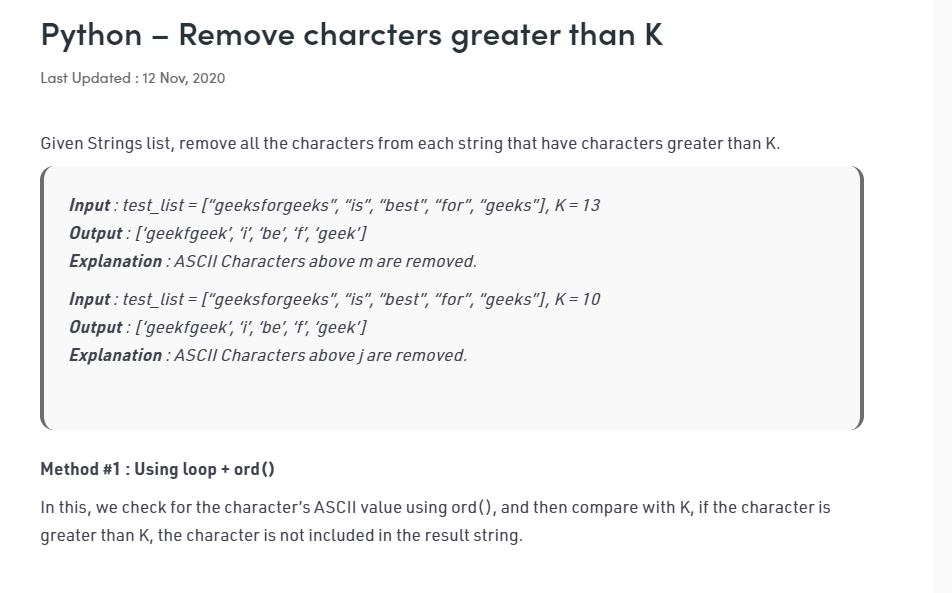 Python – Remove charcters greater than K
Last Updated : 12 Nov, 2020
Given Strings list, remove all the characters from each string that have characters greater than K.
Input : test_list = [“geeksforgeeks”, “is”, “best”, “for”, “geeks”], K = 13
Output : [‘geekfgeek’, ‘i’, ‘be’, ‘f’, ‘geek’]
Explanation : ASCII Characters above m are removed.
Input : test_list = [“geeksforgeeks”, “is”, “best”, “for”, “geeks”], K = 10
Output : [‘geekfgeek’, ‘i’, ‘be’, ‘f’, ‘geek’]
Explanation : ASCII Characters above j are removed.
Method #1 : Using loop + ord()
In this, we check for the character’s ASCII value using ord(), and then compare with K, if the character is
greater than K, the character is not included in the result string.